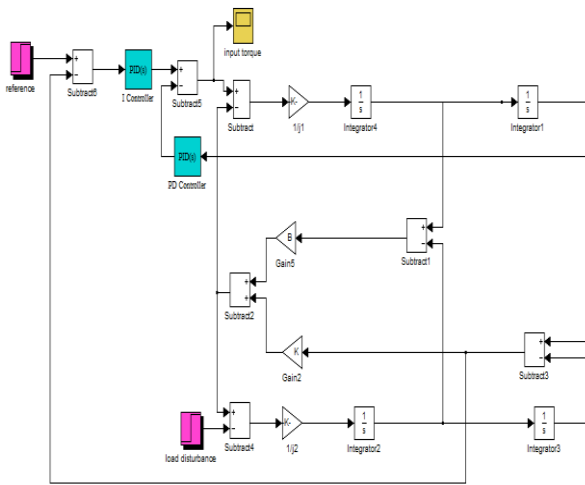 input torque
reference
+
−
Subtract6
PID(s)
I Controller
+
−
Subtract5
+
−
Subtract
K-
1/j1
1
s
Integrator4
1
s
Integrator1
PID(s)
PD Controller
B
Gain5
+
−
Subtract1
+
+
Subtract2
K
Gain2
+
−
Subtract3
load disturbance
+
−
Subtract4
K-
1/j2
1
s
Integrator2
1
s
Integrator3